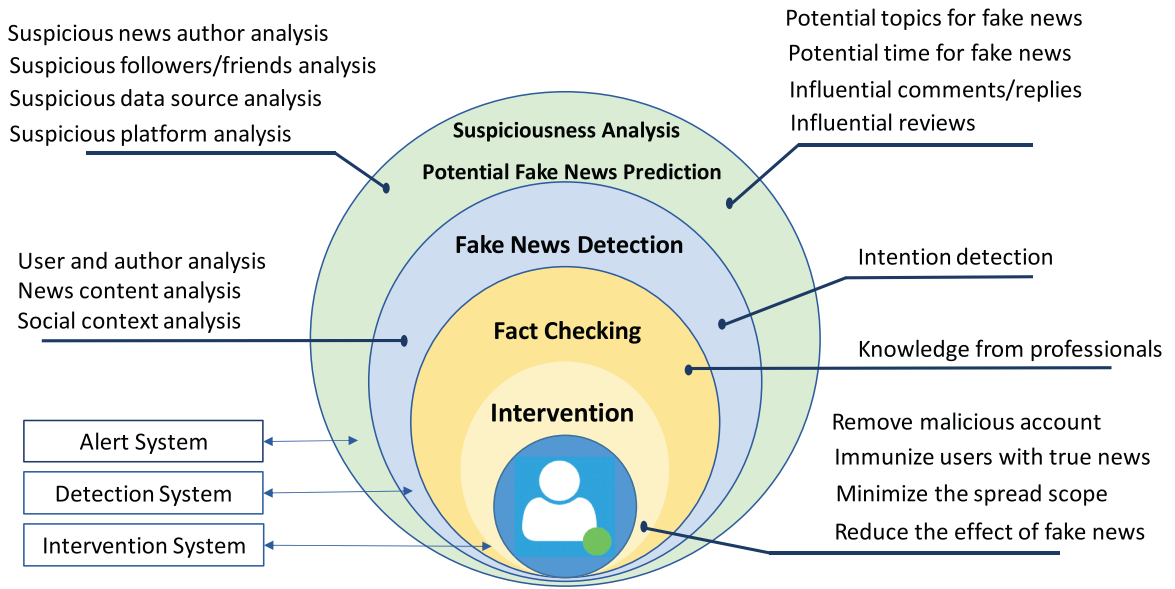 Suspicious news author analysis
Suspicious followers/friends analysis
Suspicious data source analysis
Suspicious platform analysis
Potential topics for fake news
Potential time for fake news
Influential comments/replies
Influential reviews
Suspiciousness Analysis
Potential Fake News Prediction
Fake News Detection
User and author analysis
News content analysis
Social context analysis
Intention detection
Fact Checking
Knowledge from professionals
Intervention
Alert System
Detection System
Intervention System
Remove malicious account
Immunize users with true news
Minimize the spread scope
Reduce the effect of fake news